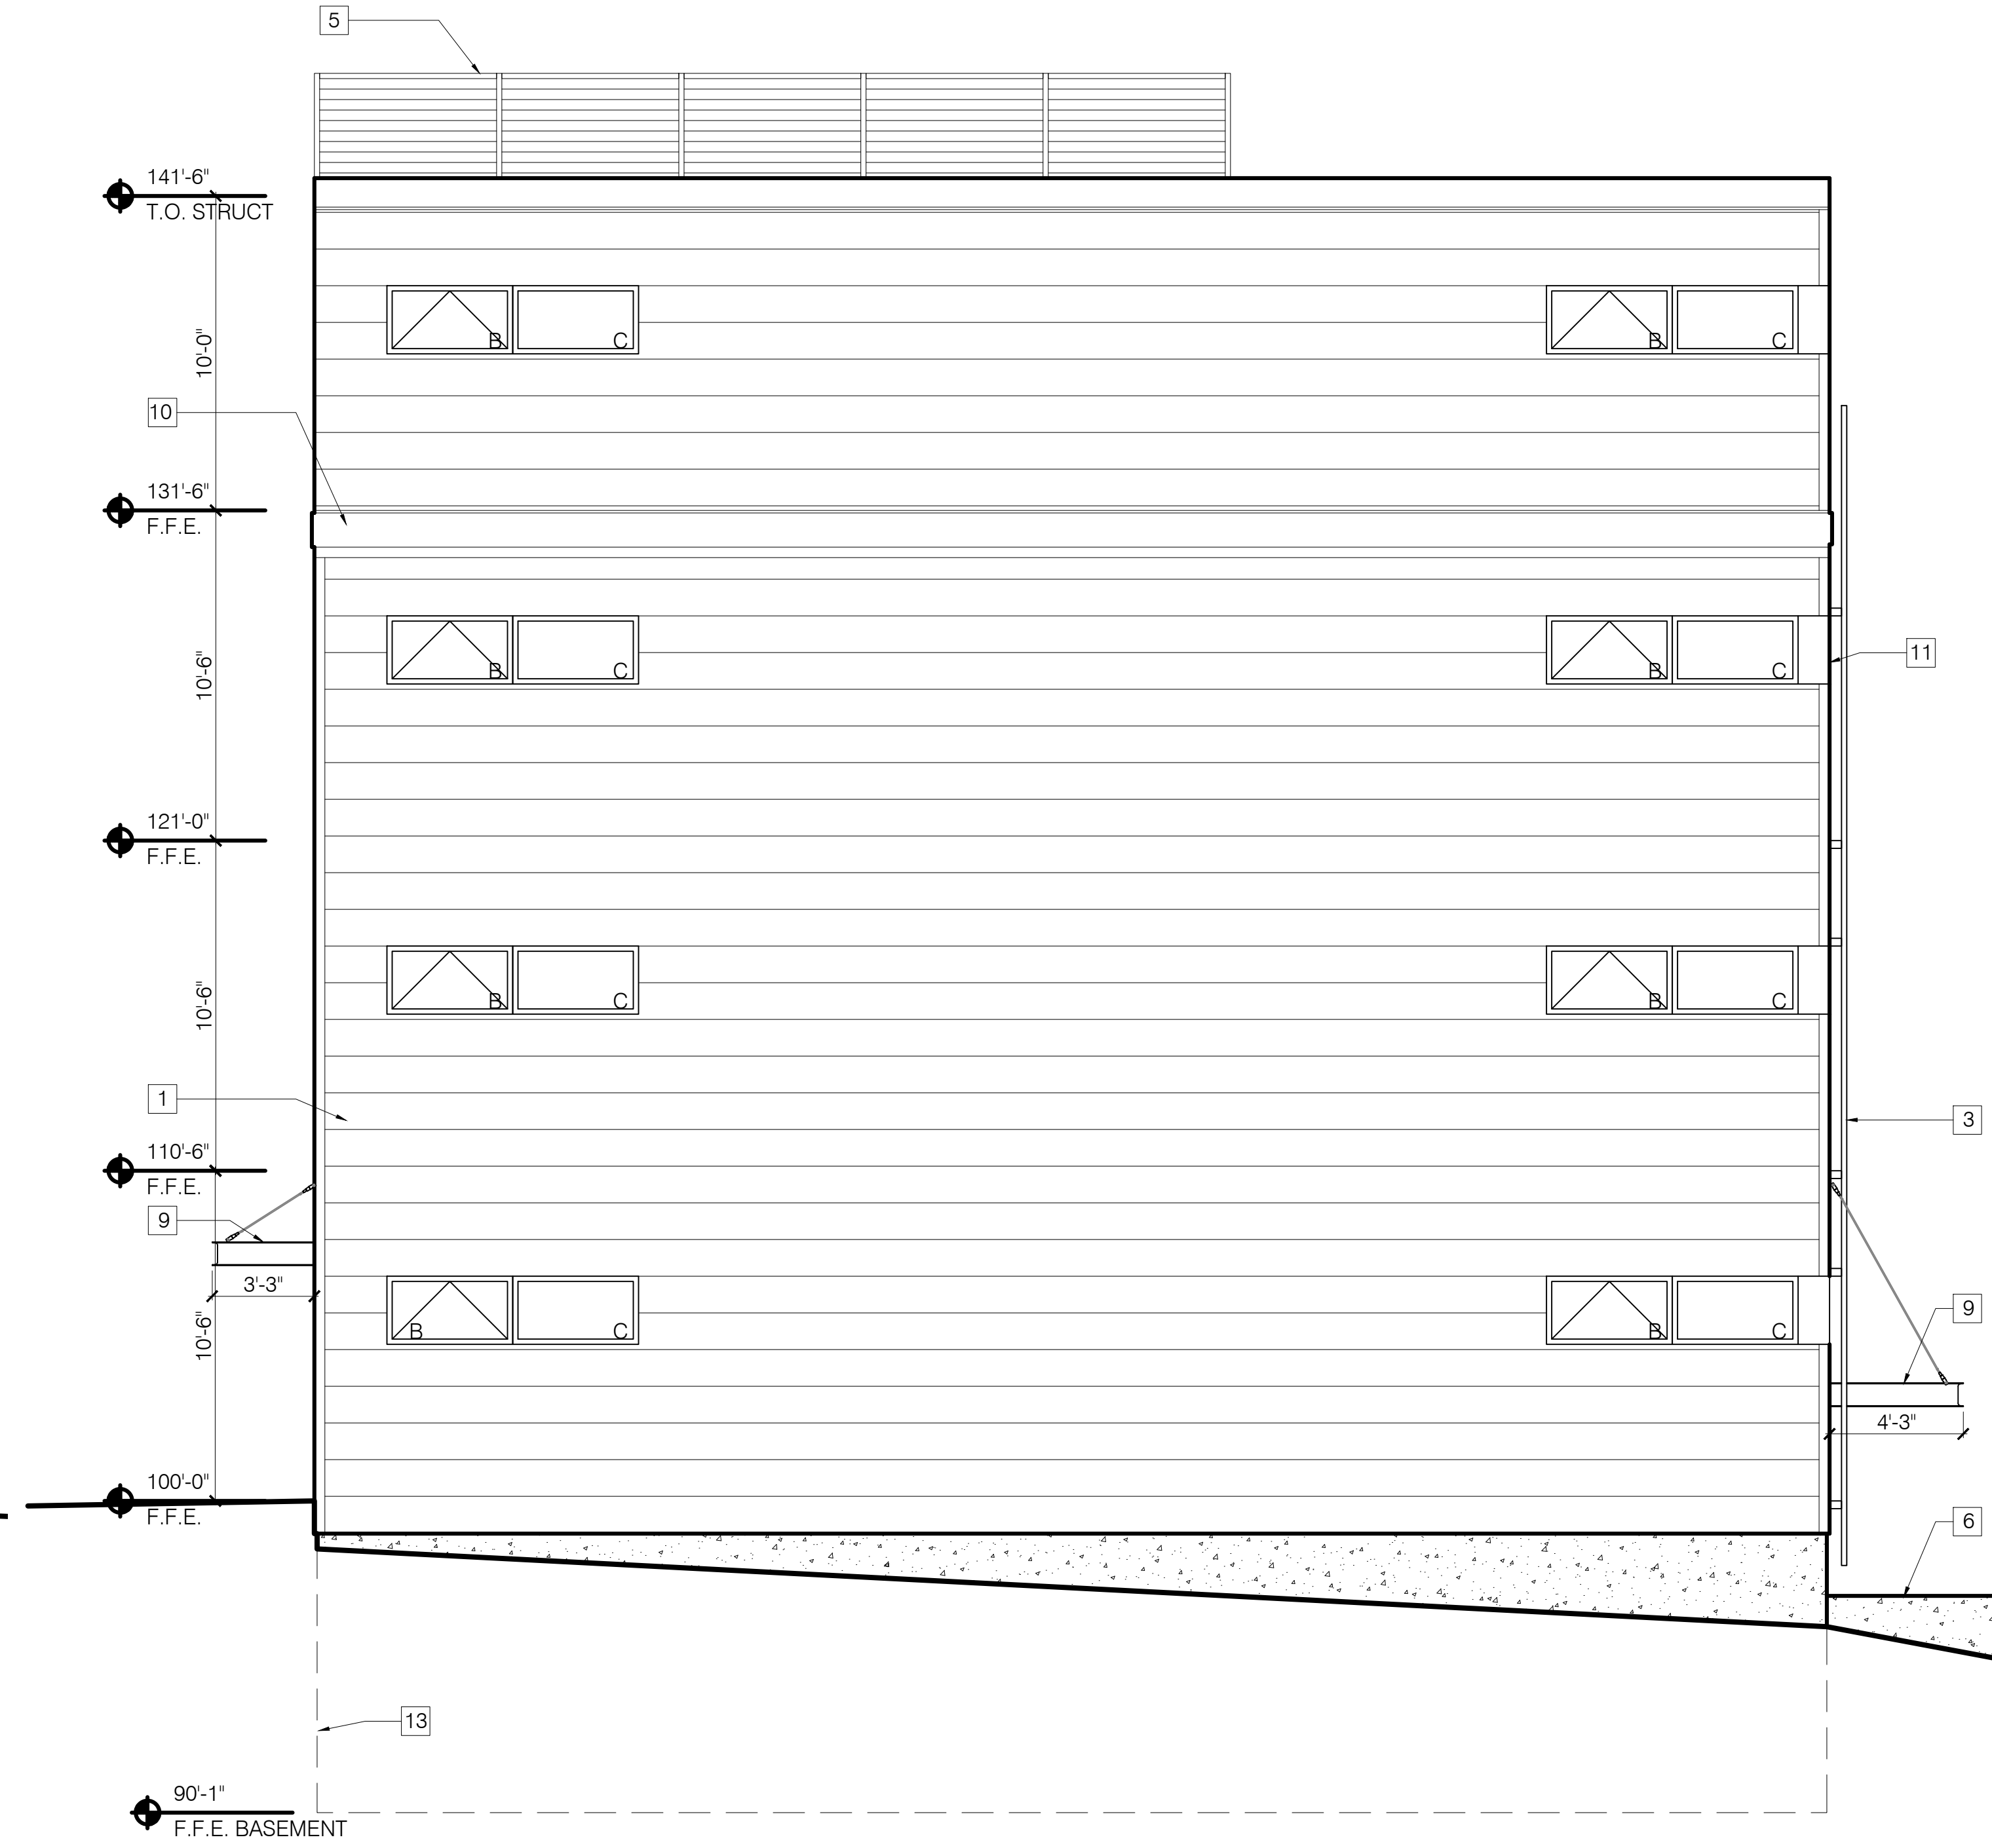 5
141'-6"
T.O. STRUCT
10'-0"
B
C
B
C
10
131'-6"
F.F.E.
10'-6"
B
C
B
C
11
121'-0"
F.F.E.
10'-6"
B
C
B
C
1
3
110'-6"
F.F.E.
9
3'-3"
10'-6"
B
C
B
C
9
4'-3"
100'-0"
F.F.E.
6
13
90'-1"
F.F.E. BASEMENT